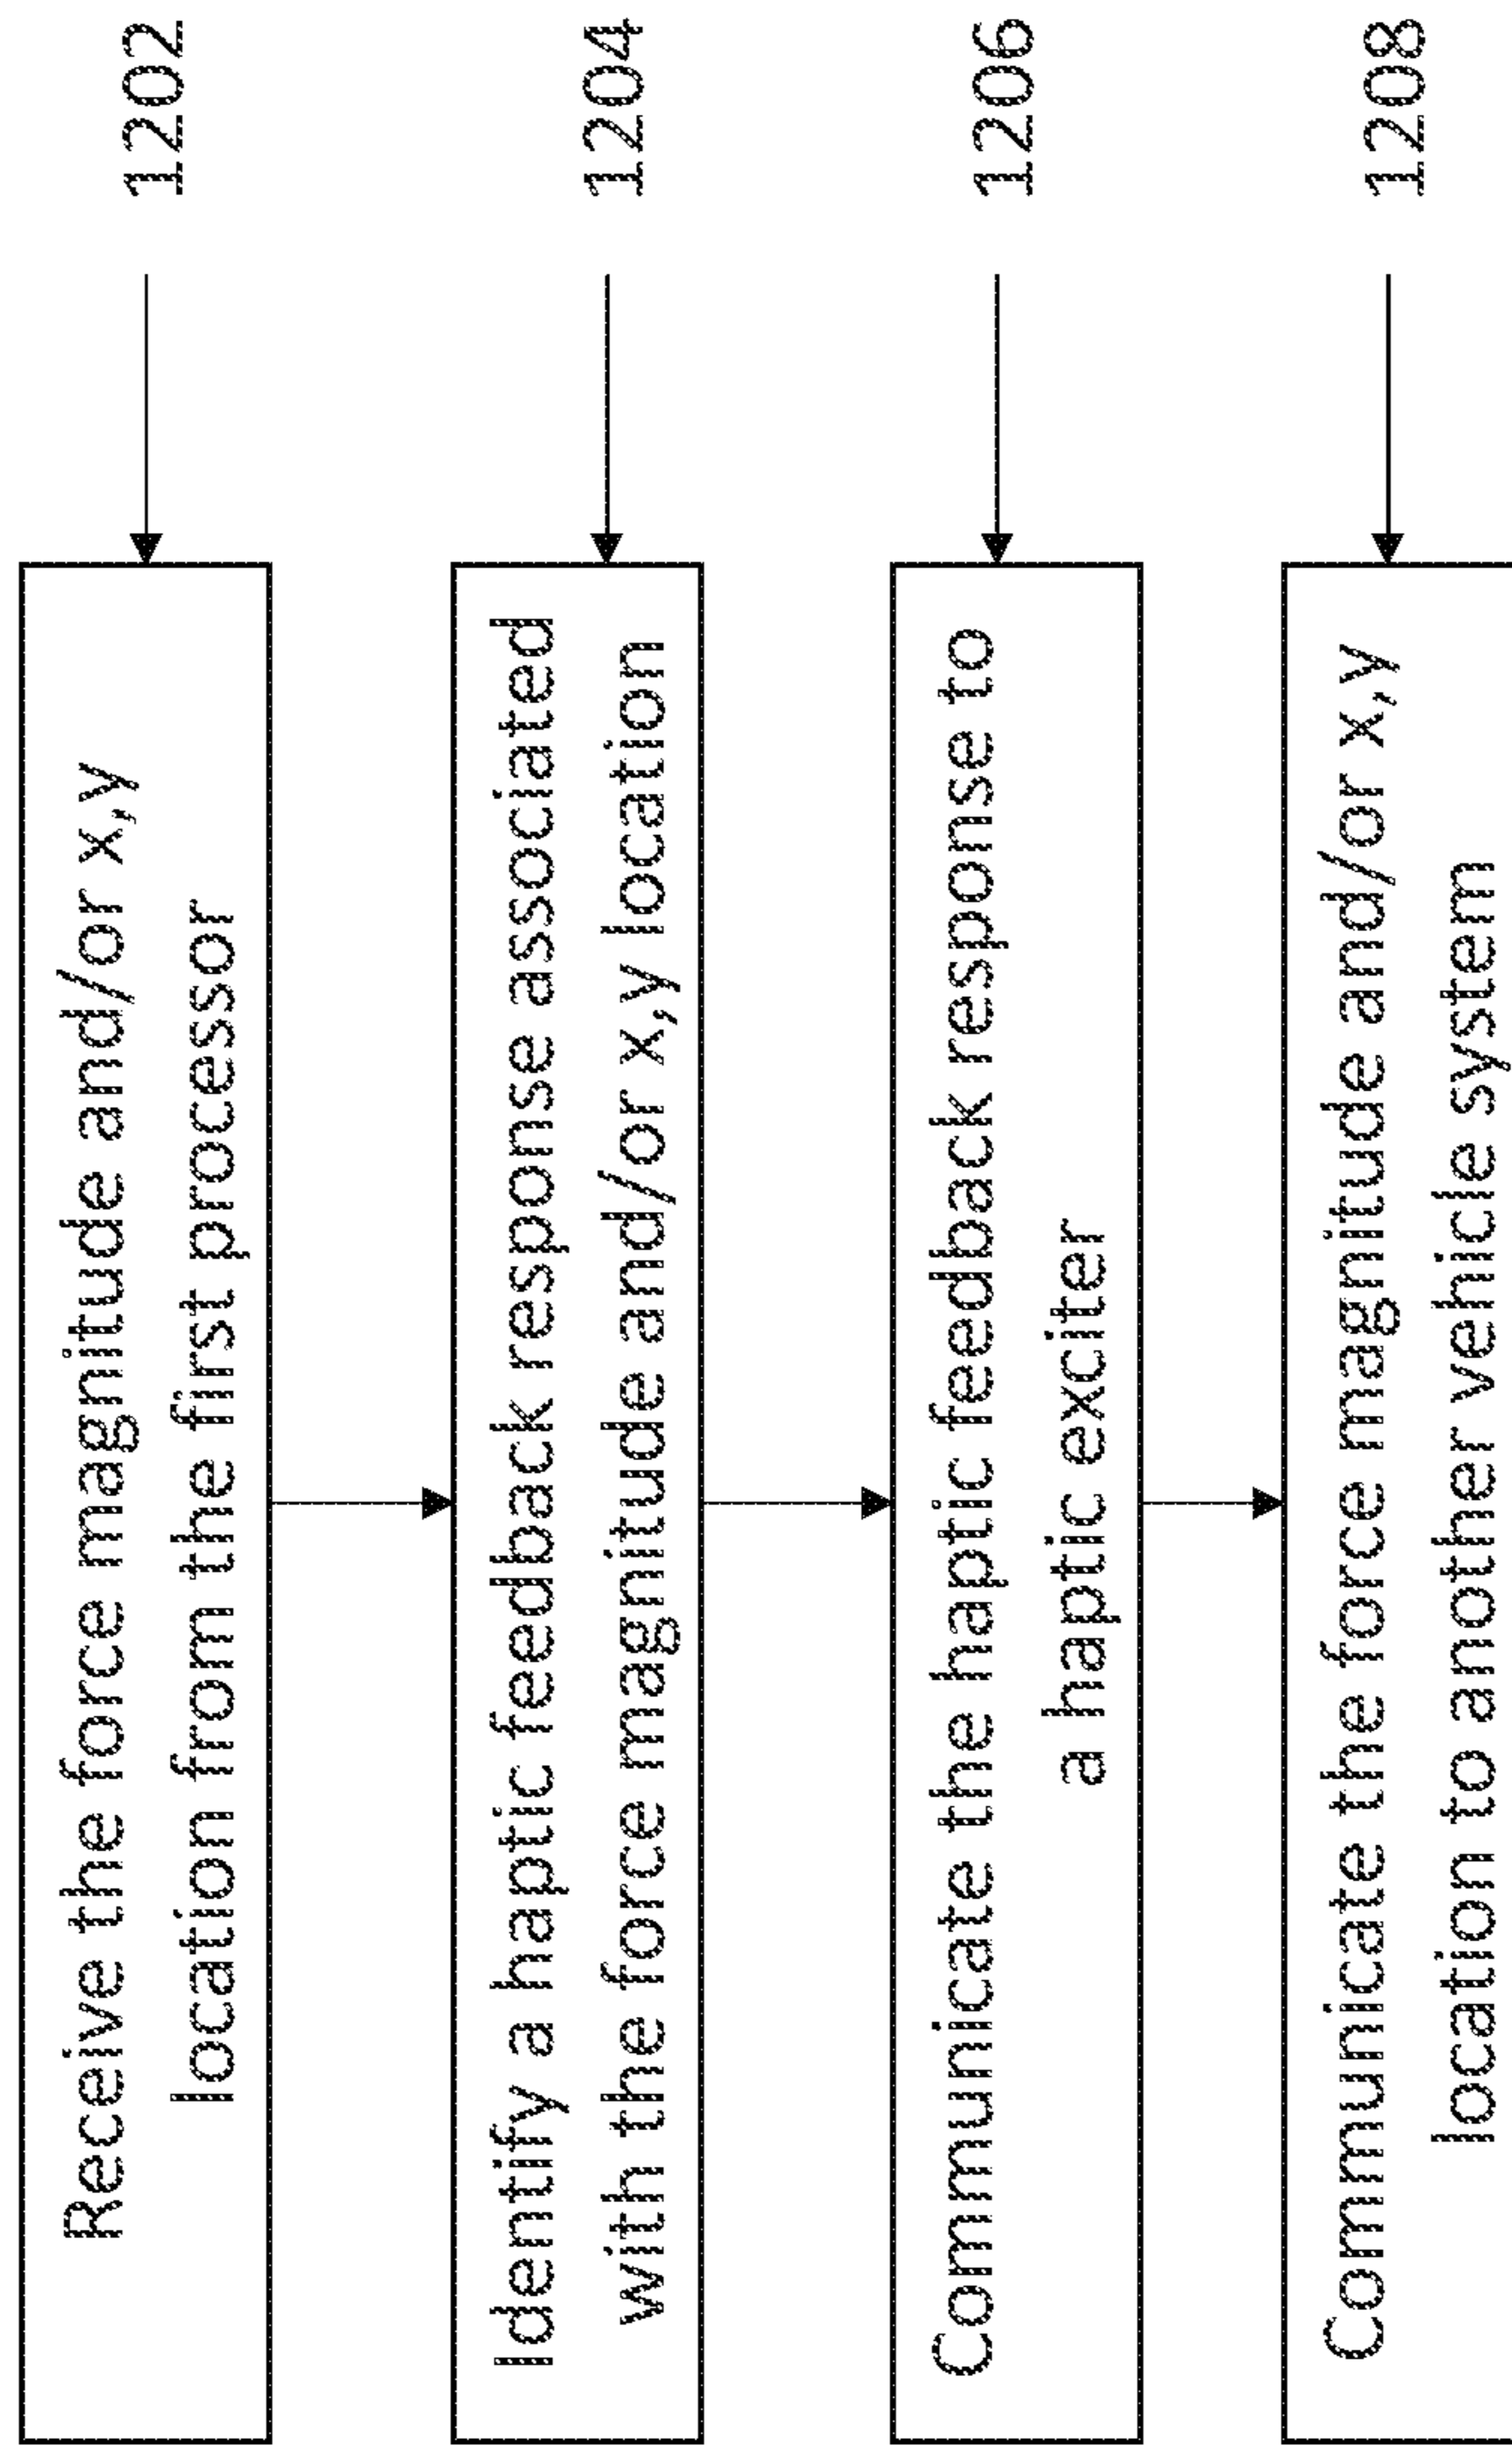 Receive the force magnitude and/or x,y
location from the first processor
1202
Identify a haptic feedback response associated
with the force magnitude and/or x,y location
1204
Communicate the haptic feedback response to
a haptic exciter
1206
Communicate the force magnitude and/or x,y
location to another vehicle system
1208